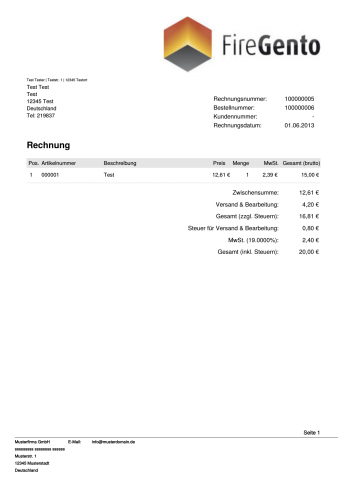 FireGento
Test Tester | Teststr. 1 | 12345 Testort
Test Test
Test
12345 Test
Deutschland
Tel: 219837
Rechnungsnummer: 100000005
Bestellnummer: 100000006
Kundennummer: -
Rechnungsdatum: 01.06.2013
Rechnung
Pos. Artikelnummer Beschreibung Preis Menge MwSt. Gesamt (brutto)
1 000001 Test 12,61 € 1 2,39 € 15,00 €
Zwischensumme: 12,61 €
Versand & Bearbeitung: 4,20 €
Gesamt (zzgl. Steuern): 16,81 €
Steuer für Versand & Bearbeitung: 0,80 €
MwSt. (19.0000%): 2,40 €
Gesamt (inkl. Steuern): 20,00 €
Seite 1
Musterfirma GmbH E-Mail: info@musterdomain.de
Musterstr. 1
12345 Musterstadt
Deutschland